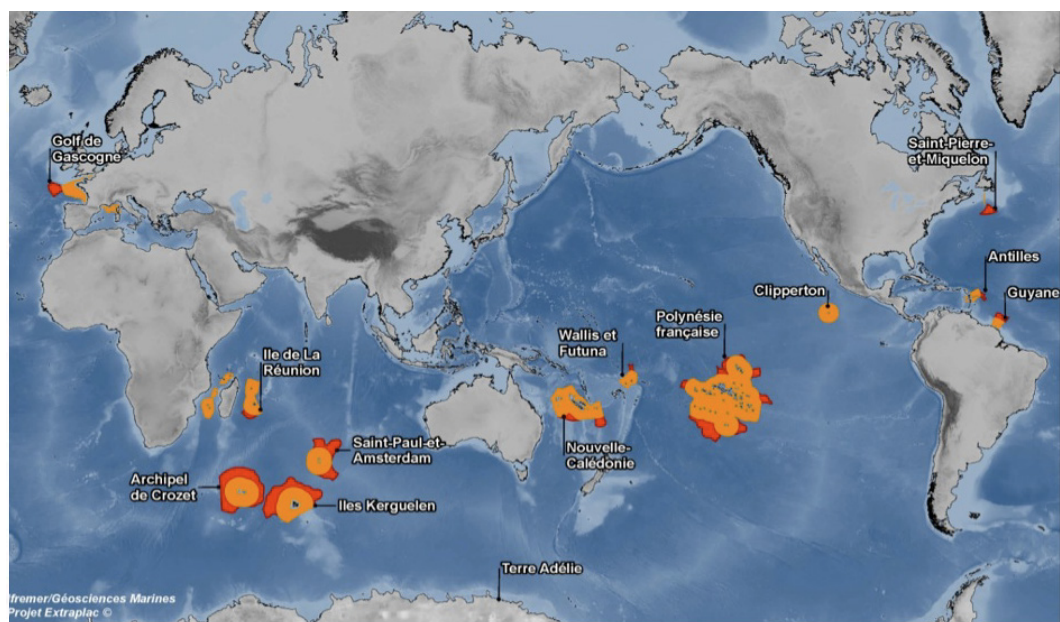 Golf de
Gascogne
Saint-Pierre-
et-Miquelon
Antilles
Clipperton
Guyane
Polynésie
française
Wallis et
Futuna
Ile de La
Réunion
Saint-Paul-et-
Amsterdam
Nouvelle-
Calédonie
Archipel
de Crozet
Iles Kerguelen
Terre Adélie
Ifremer/Géosciences Marines
Projet Extraplac ©